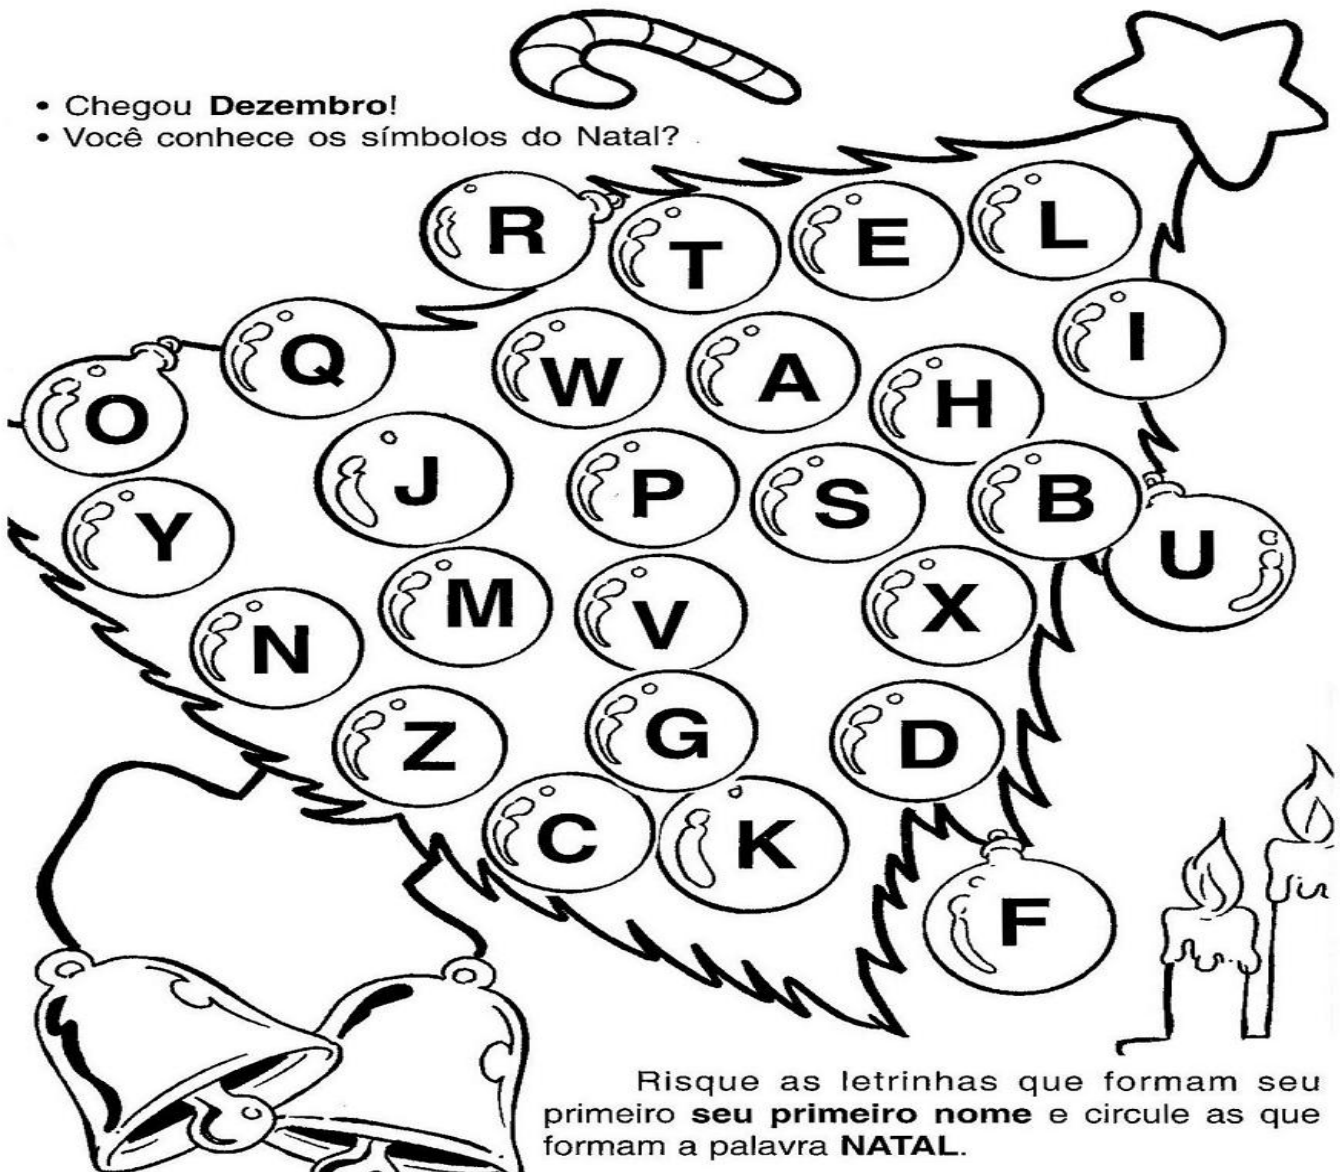 • Chegou Dezembro!
• Você conhece os símbolos do Natal?
R T E L
Q W A H I
O J P S B U
Y M V X
N Z G D
C K F
Risque as letrinhas que formam seu
primeiro seu primeiro nome e circule as que
formam a palavra NATAL.